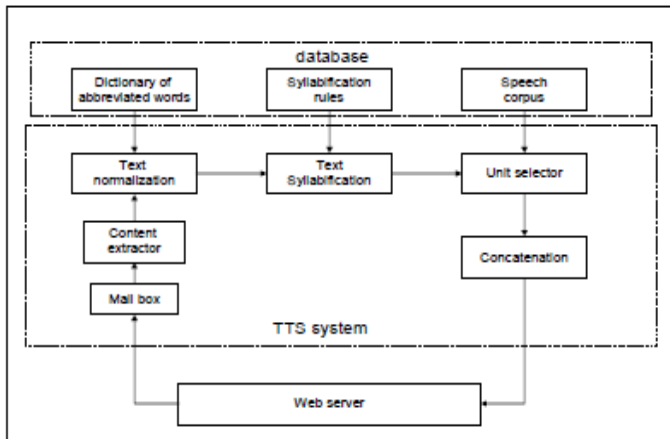 database
Dictionary of
abbreviated words
Syllabification
rules
Speech
corpus
Text
normalization
Text
Syllabification
Unit selector
Content
extractor
Concatenation
Mail box
TTS system
Web server